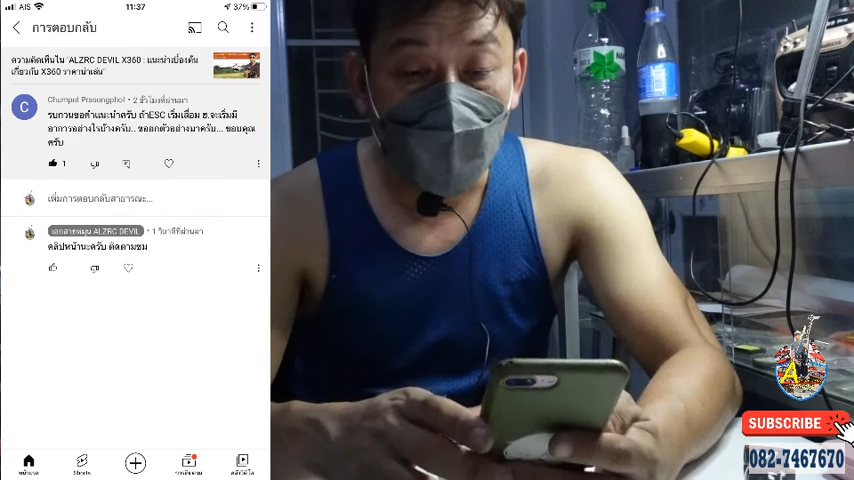 AIS
11:37
37%
การตอบกลับ
ความคิดเห็นใน "ALZRC DEVIL X360 : แนะนำเบื้องต้น
เกี่ยวกับ X360 ราคาน่าเล่น"
C
Chumpol Prasongphol • 2 ชั่วโมงที่ผ่านมา
รบกวนขอคำแนะนำครับ ถ้าESC เริ่มเสื่อม ฮ.จะเริ่มมี
อาการอย่างไรบ้างครับ.. ขอยกตัวอย่างมาครับ... ขอบคุณ
ครับ
1
เพิ่มการตอบกลับสาธารณะ...
เอกสายหมุน ALZRC DEVIL • 1 วินาทีที่ผ่านมา
คลิปหน้านะครับ ติดตามชม
หน้าแรก
Shorts
การติดตาม
คลังวิดีโอ
A
SUBSCRIBE
082-7467670